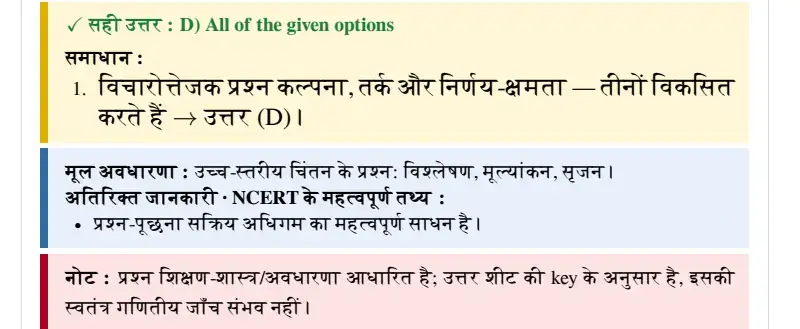 ✓ सही उत्तर : D) All of the given options
समाधान :
1. विचारोत्तेजक प्रश्न कल्पना, तर्क और निर्णय-क्षमता — तीनों विकसित
करते हैं → उत्तर (D)।
मूल अवधारणा : उच्च-स्तरीय चिंतन के प्रश्न: विश्लेषण, मूल्यांकन, सृजन।
अतिरिक्त जानकारी · NCERT के महत्वपूर्ण तथ्य :
• प्रश्न-पूछना सक्रिय अधिगम का महत्वपूर्ण साधन है।
नोट : प्रश्न शिक्षण-शास्त्र/अवधारणा आधारित है; उत्तर शीट की key के अनुसार है, इसकी
स्वतंत्र गणितीय जाँच संभव नहीं।